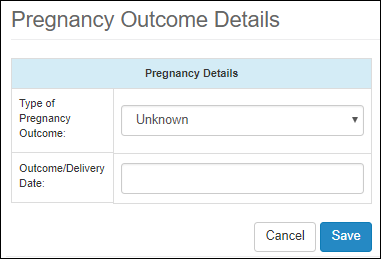 Pregnancy Outcome Details
Pregnancy Details
Type of
Pregnancy
Outcome:
Unknown
Outcome/Delivery
Date:
Cancel Save